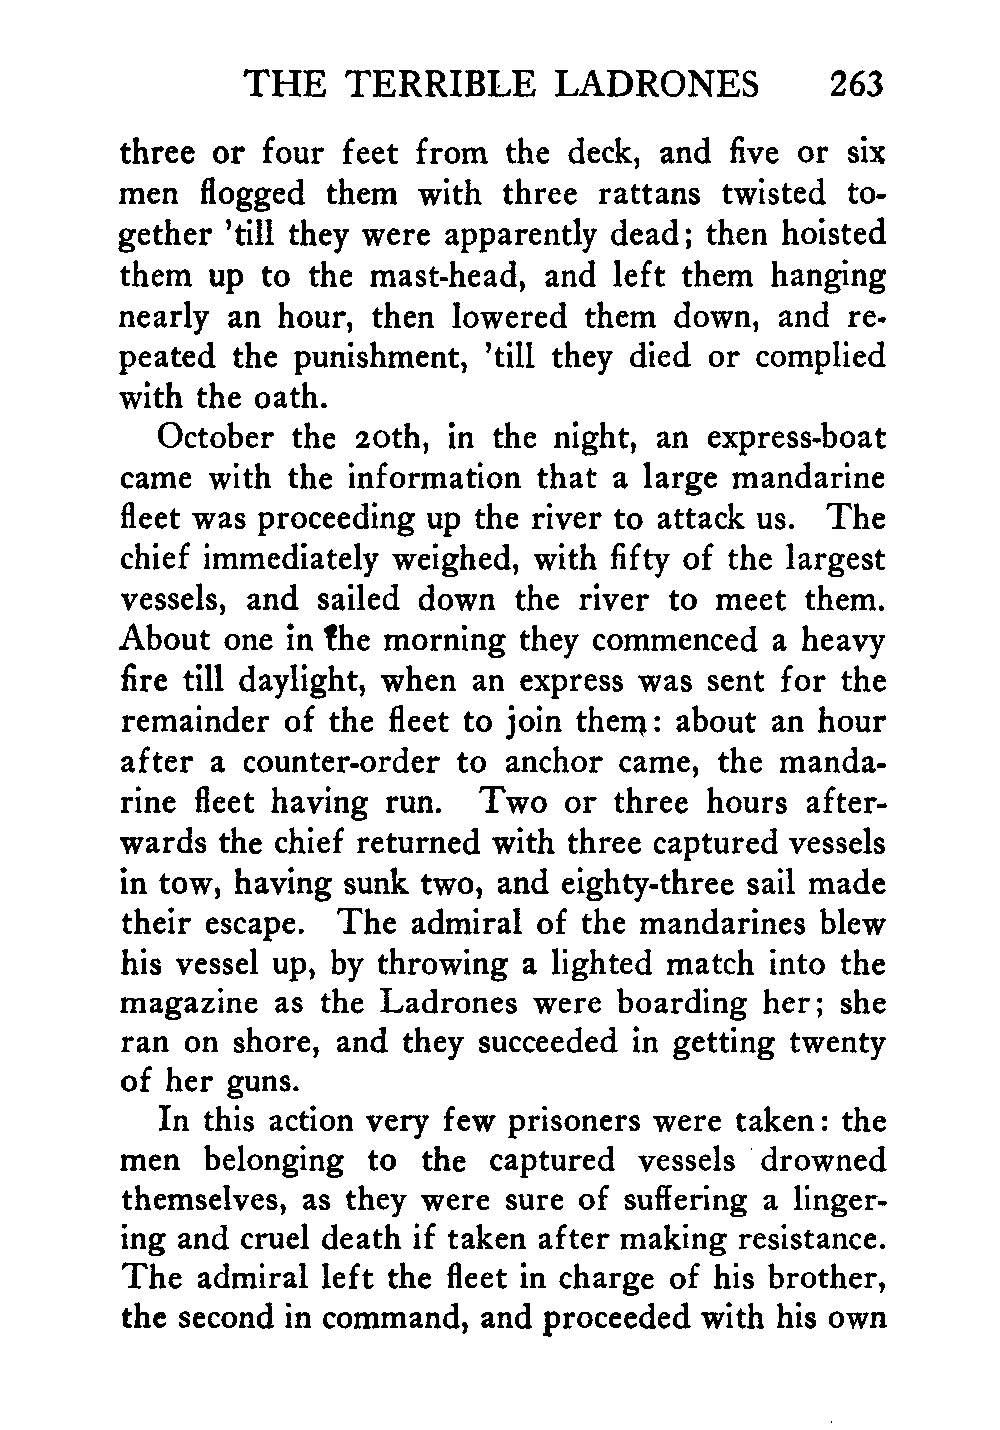 THE TERRIBLE LADRONES 263
three or four feet from the deck, and five or six
men flogged them with three rattans twisted to-
gether 'till they were apparently dead; then hoisted
them up to the mast-head, and left them hanging
nearly an hour, then lowered them down, and re-
peated the punishment, 'till they died or complied
with the oath.
October the 20th, in the night, an express-boat
came with the information that a large mandarine
fleet was proceeding up the river to attack us. The
chief immediately weighed, with fifty of the largest
vessels, and sailed down the river to meet them.
About one in the morning they commenced a heavy
fire till daylight, when an express was sent for the
remainder of the fleet to join them: about an hour
after a counter-order to anchor came, the manda-
rine fleet having run. Two or three hours after-
wards the chief returned with three captured vessels
in tow, having sunk two, and eighty-three sail made
their escape. The admiral of the mandarines blew
his vessel up, by throwing a lighted match into the
magazine as the Ladrones were boarding her; she
ran on shore, and they succeeded in getting twenty
of her guns.
In this action very few prisoners were taken: the
men belonging to the captured vessels drowned
themselves, as they were sure of suffering a linger-
ing and cruel death if taken after making resistance.
The admiral left the fleet in charge of his brother,
the second in command, and proceeded with his own